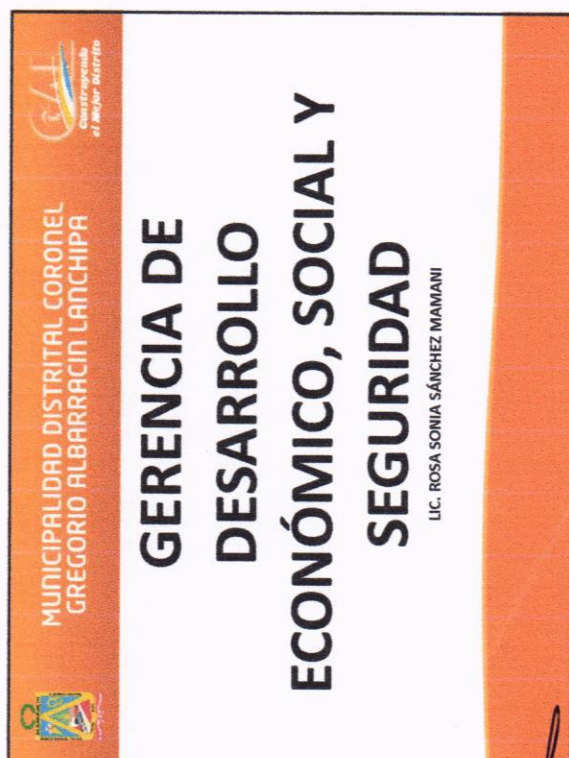 MUNICIPALIDAD DISTRITAL CORONEL
GREGORIO ALBARRACIN LANCHIPA
Construyendo
el Mejor Distrito
GERENCIA DE
DESARROLLO
ECONÓMICO, SOCIAL Y
SEGURIDAD
LIC. ROSA SONIA SÁNCHEZ MAMANI